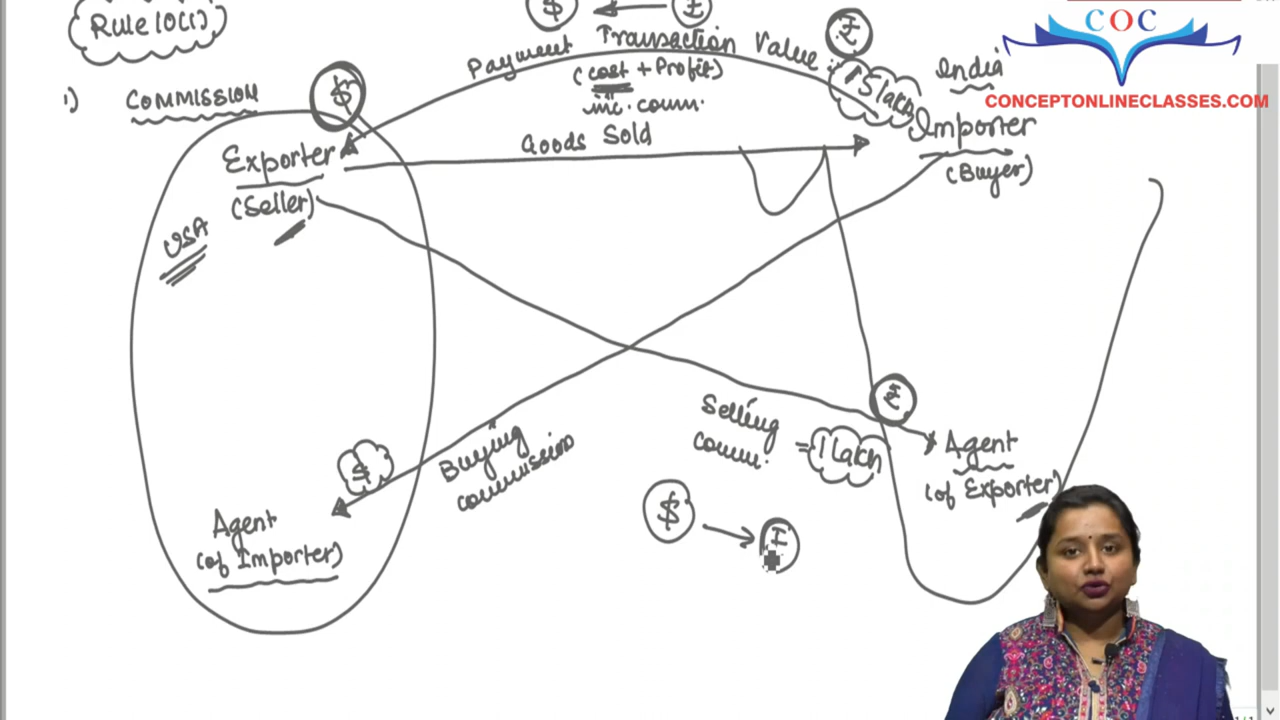 Rule 10(1)
$ ← ₹
COC
CONCEPTONLINECLASSES.COM
1) COMMISSION
$
Payment Transaction Value :
₹
(cost + Profit)
inc. comm.
India
Importer
(Buyer)
Goods Sold
Exporter
(Seller)
USA
₹
Selling
comm. = 1 lakh
Agent
(of Exporter)
Buying
commission
$
Agent
(of Importer)
$ → ₹